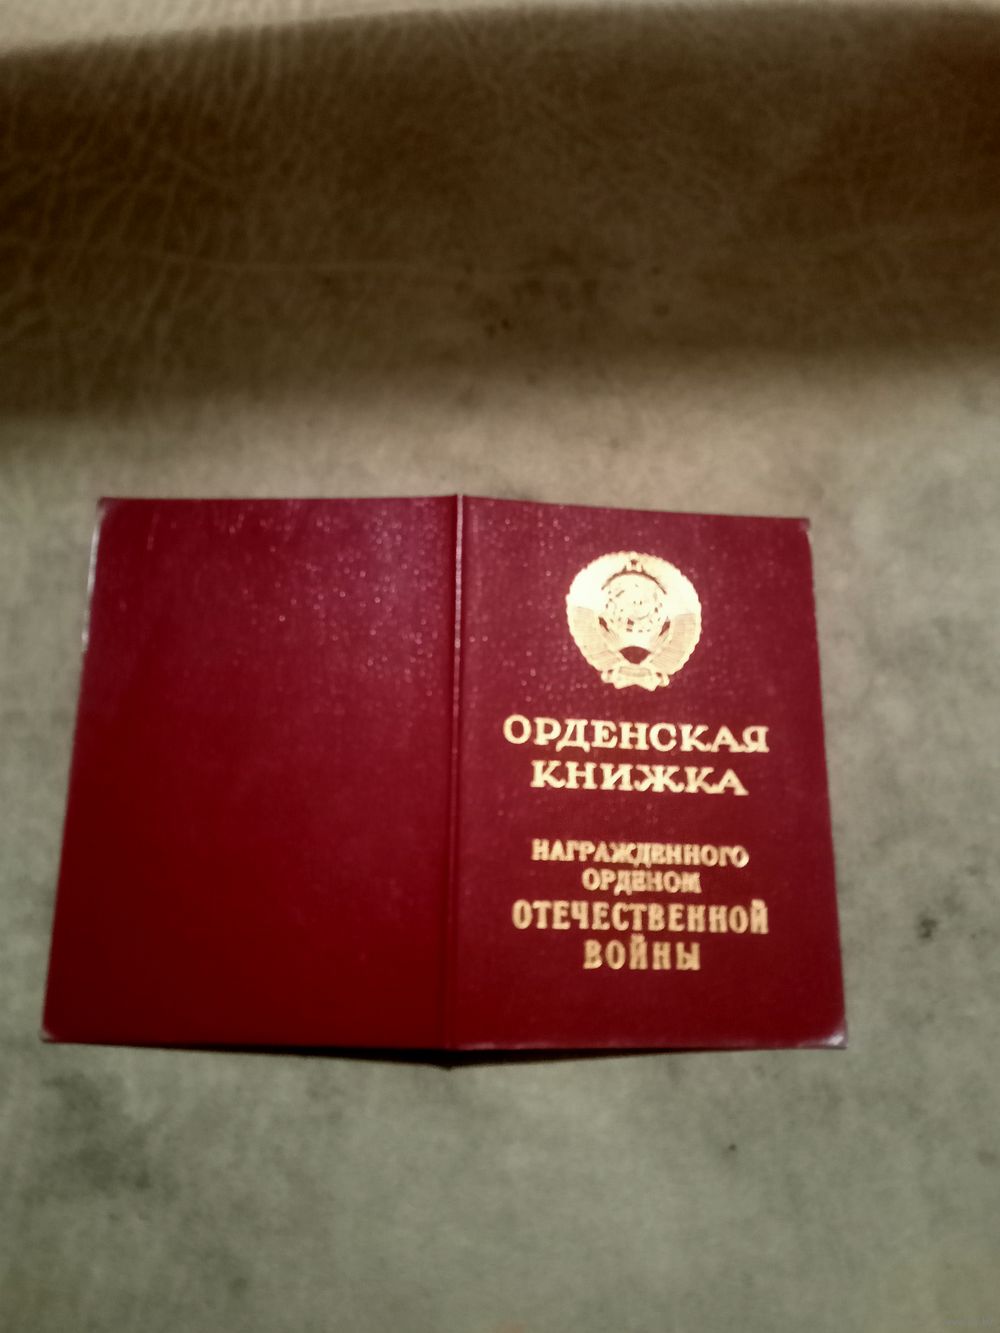 ОРДЕНСКАЯ
КНИЖКА
НАГРАЖДЕННОГО
ОРДЕНОМ
ОТЕЧЕСТВЕННОЙ
ВОЙНЫ